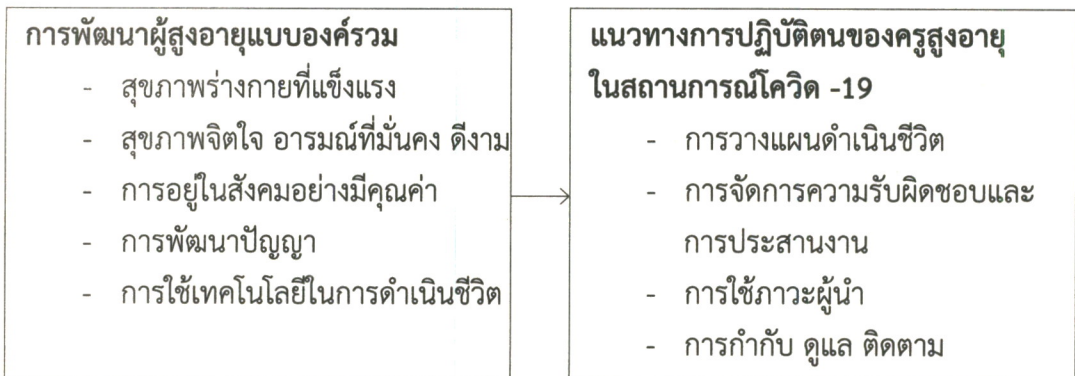 การพัฒนาผู้สูงอายุแบบองค์รวม
- สุขภาพร่างกายที่แข็งแรง
- สุขภาพจิตใจ อารมณ์ที่มั่นคง ดีงาม
- การอยู่ในสังคมอย่างมีคุณค่า
- การพัฒนาปัญญา
- การใช้เทคโนโลยีในการดำเนินชีวิต
แนวทางการปฏิบัติตนของครูสูงอายุ
ในสถานการณ์โควิด -19
- การวางแผนดำเนินชีวิต
- การจัดการความรับผิดชอบและ
การประสานงาน
- การใช้ภาวะผู้นำ
- การกำกับ ดูแล ติดตาม